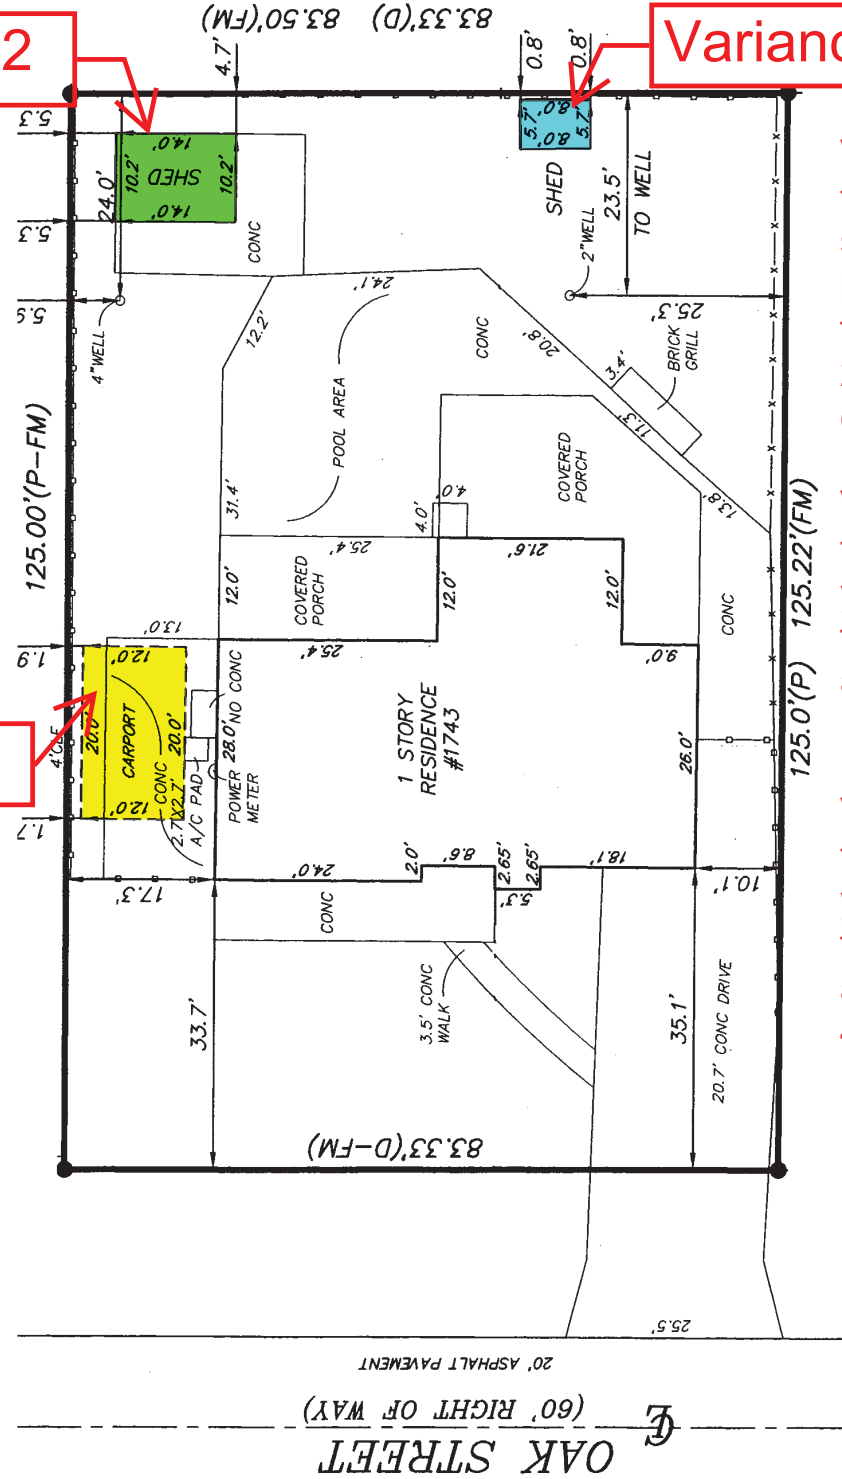 83.33'(D) 83.50'(FM)
2
Varianc
4.7'
0.8'
0.8'
5.3
14.0'
10.2'
SHED
10.2'
14.0'
24.0'
5.3
CONC
8.0'
5.7'
5.7'
8.0'
SHED
23.5'
TO WELL
2"WELL
5.9
4"WELL
12.2'
24.1'
25.3'
CONC
20.8'
POOL AREA
3.4'
BRICK
GRILL
11.3'
125.00'(P-FM)
31.4'
COVERED
PORCH
4.0'
4.0'
13.8'
25.4'
21.6'
125.22'(FM)
12.0'
COVERED
PORCH
12.0'
12.0'
CONC
13.0'
1.9
12.0'
25.4'
9.0'
20.0'
CARPORT
20.0'
NO CONC
28.0'
1 STORY
RESIDENCE
#1743
125.0'(P)
4'CLF
CONC
2.7'X2.7'
A/C PAD
POWER
METER
26.0'
12.0'
1.7
17.3'
24.0'
2.0'
8.6'
2.65'
2.65'
5.3'
18.1'
10.1'
CONC
33.7'
3.5' CONC
WALK
35.1'
20.7' CONC DRIVE
83.33'(D-FM)
25.5'
20' ASPHALT PAVEMENT
(60' RIGHT OF WAY)
OAK STREET